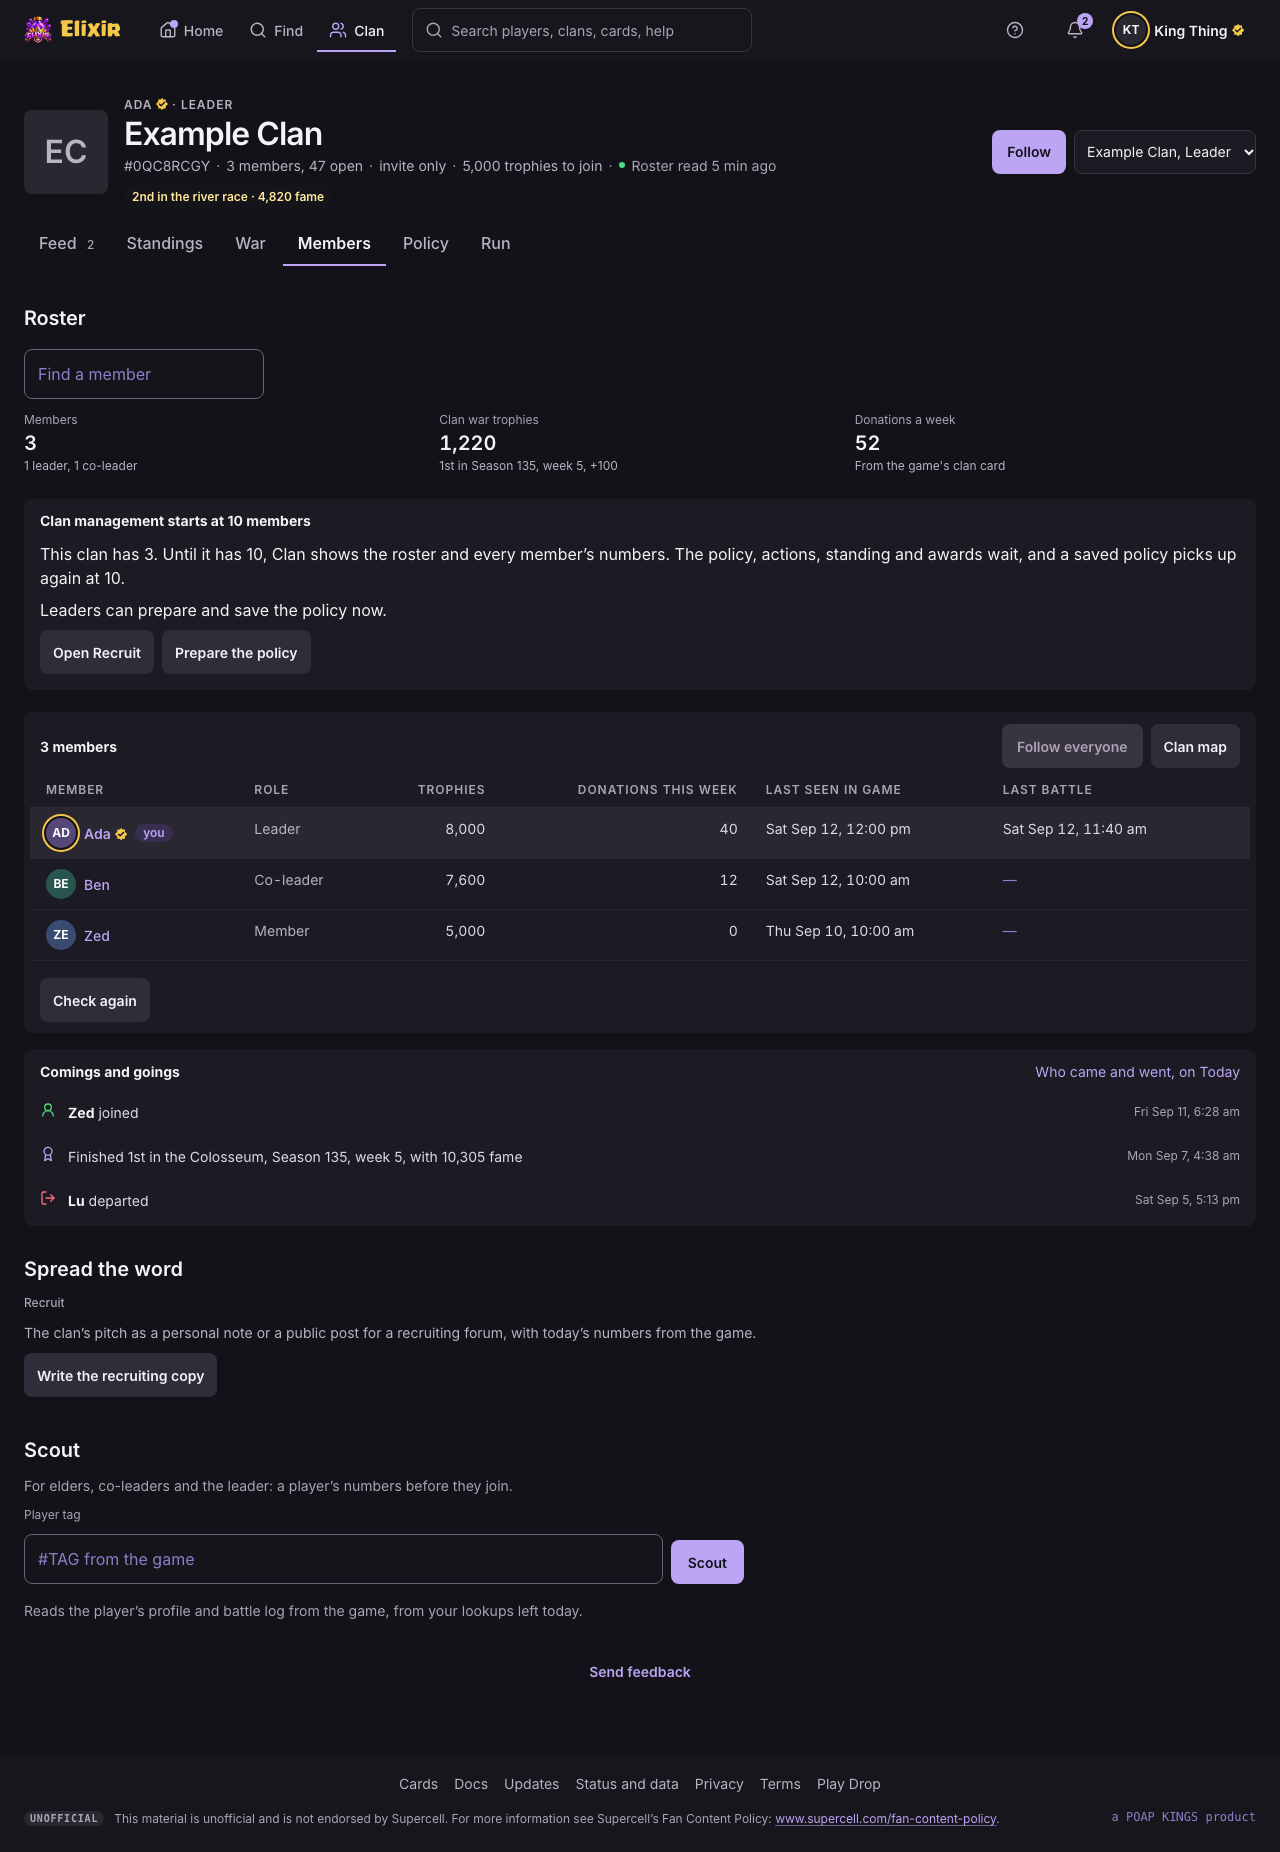 Elixir
Home
Find
Clan
Search players, clans, cards, help
2
KT
King Thing
EC
ADA · LEADER
Example Clan
#0QC8RCGY · 3 members, 47 open · invite only · 5,000 trophies to join · Roster read 5 min ago
2nd in the river race · 4,820 fame
Follow
Example Clan, Leader
Feed 2
Standings
War
Members
Policy
Run
Roster
Find a member
Members
3
1 leader, 1 co-leader
Clan war trophies
1,220
1st in Season 135, week 5, +100
Donations a week
52
From the game's clan card
Clan management starts at 10 members
This clan has 3. Until it has 10, Clan shows the roster and every member’s numbers. The policy, actions, standing and awards wait, and a saved policy picks up
again at 10.
Leaders can prepare and save the policy now.
Open Recruit
Prepare the policy
3 members
Follow everyone
Clan map
MEMBER ROLE TROPHIES DONATIONS THIS WEEK LAST SEEN IN GAME LAST BATTLE
AD Ada you Leader 8,000 40 Sat Sep 12, 12:00 pm Sat Sep 12, 11:40 am
BE Ben Co-leader 7,600 12 Sat Sep 12, 10:00 am —
ZE Zed Member 5,000 0 Thu Sep 10, 10:00 am —
Check again
Comings and goings
Who came and went, on Today
Zed joined Fri Sep 11, 6:28 am
Finished 1st in the Colosseum, Season 135, week 5, with 10,305 fame Mon Sep 7, 4:38 am
Lu departed Sat Sep 5, 5:13 pm
Spread the word
Recruit
The clan’s pitch as a personal note or a public post for a recruiting forum, with today’s numbers from the game.
Write the recruiting copy
Scout
For elders, co-leaders and the leader: a player’s numbers before they join.
Player tag
#TAG from the game
Scout
Reads the player’s profile and battle log from the game, from your lookups left today.
Send feedback
Cards Docs Updates Status and data Privacy Terms Play Drop
UNOFFICIAL This material is unofficial and is not endorsed by Supercell. For more information see Supercell’s Fan Content Policy: www.supercell.com/fan-content-policy.
a POAP KINGS product